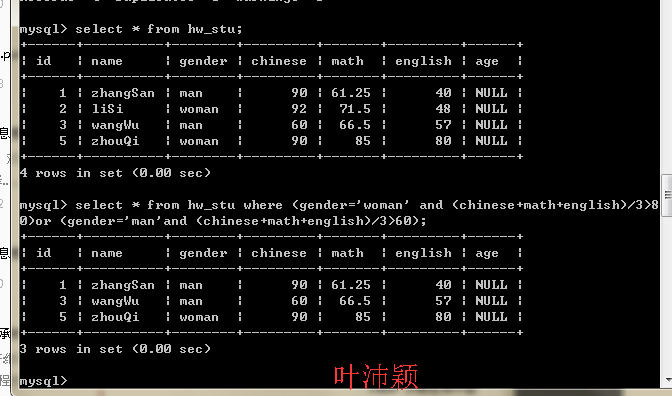 mysql> select * from hw_stu;
+------+----------+--------+---------+-------+---------+------+
| id   | name     | gender | chinese | math  | english | age  |
+------+----------+--------+---------+-------+---------+------+
|    1 | zhangSan | man    |      90 | 61.25 |      40 | NULL |
|    2 | liSi     | woman  |      92 |  71.5 |      48 | NULL |
|    3 | wangWu   | man    |      60 |  66.5 |      57 | NULL |
|    5 | zhouQi   | woman  |      90 |    85 |      80 | NULL |
+------+----------+--------+---------+-------+---------+------+
4 rows in set (0.00 sec)
mysql> select * from hw_stu where (gender='woman' and (chinese+math+english)/3>8
0)or (gender='man'and (chinese+math+english)/3>60);
+------+----------+--------+---------+-------+---------+------+
| id   | name     | gender | chinese | math  | english | age  |
+------+----------+--------+---------+-------+---------+------+
|    1 | zhangSan | man    |      90 | 61.25 |      40 | NULL |
|    3 | wangWu   | man    |      60 |  66.5 |      57 | NULL |
|    5 | zhouQi   | woman  |      90 |    85 |      80 | NULL |
+------+----------+--------+---------+-------+---------+------+
3 rows in set (0.00 sec)
mysql>
叶沛颖